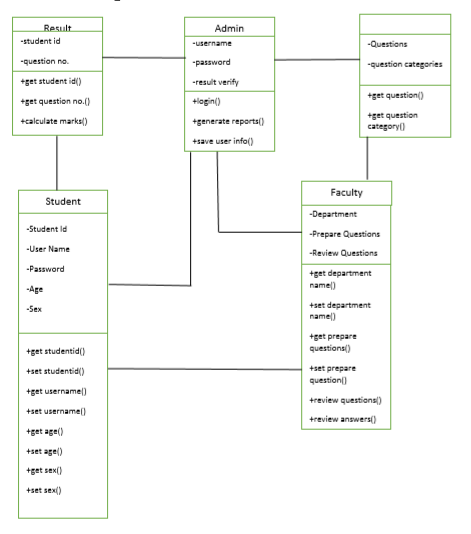 Result
-student id
-question no.
+get student id()
+get question no.()
+calculate marks()
Admin
-username
-password
-result verify
+login()
+generate reports()
+save user info()
-Questions
-question categories
+get question()
+get question
category()
Student
-Student Id
-User Name
-Password
-Age
-Sex
+get studentid()
+set studentid()
+get username()
+set username()
+get age()
+set age()
+get sex()
+set sex()
Faculty
-Department
-Prepare Questions
-Review Questions
+get department
name()
+set department
name()
+get prepare
questions()
+set prepare
question()
+review questions()
+review answers()